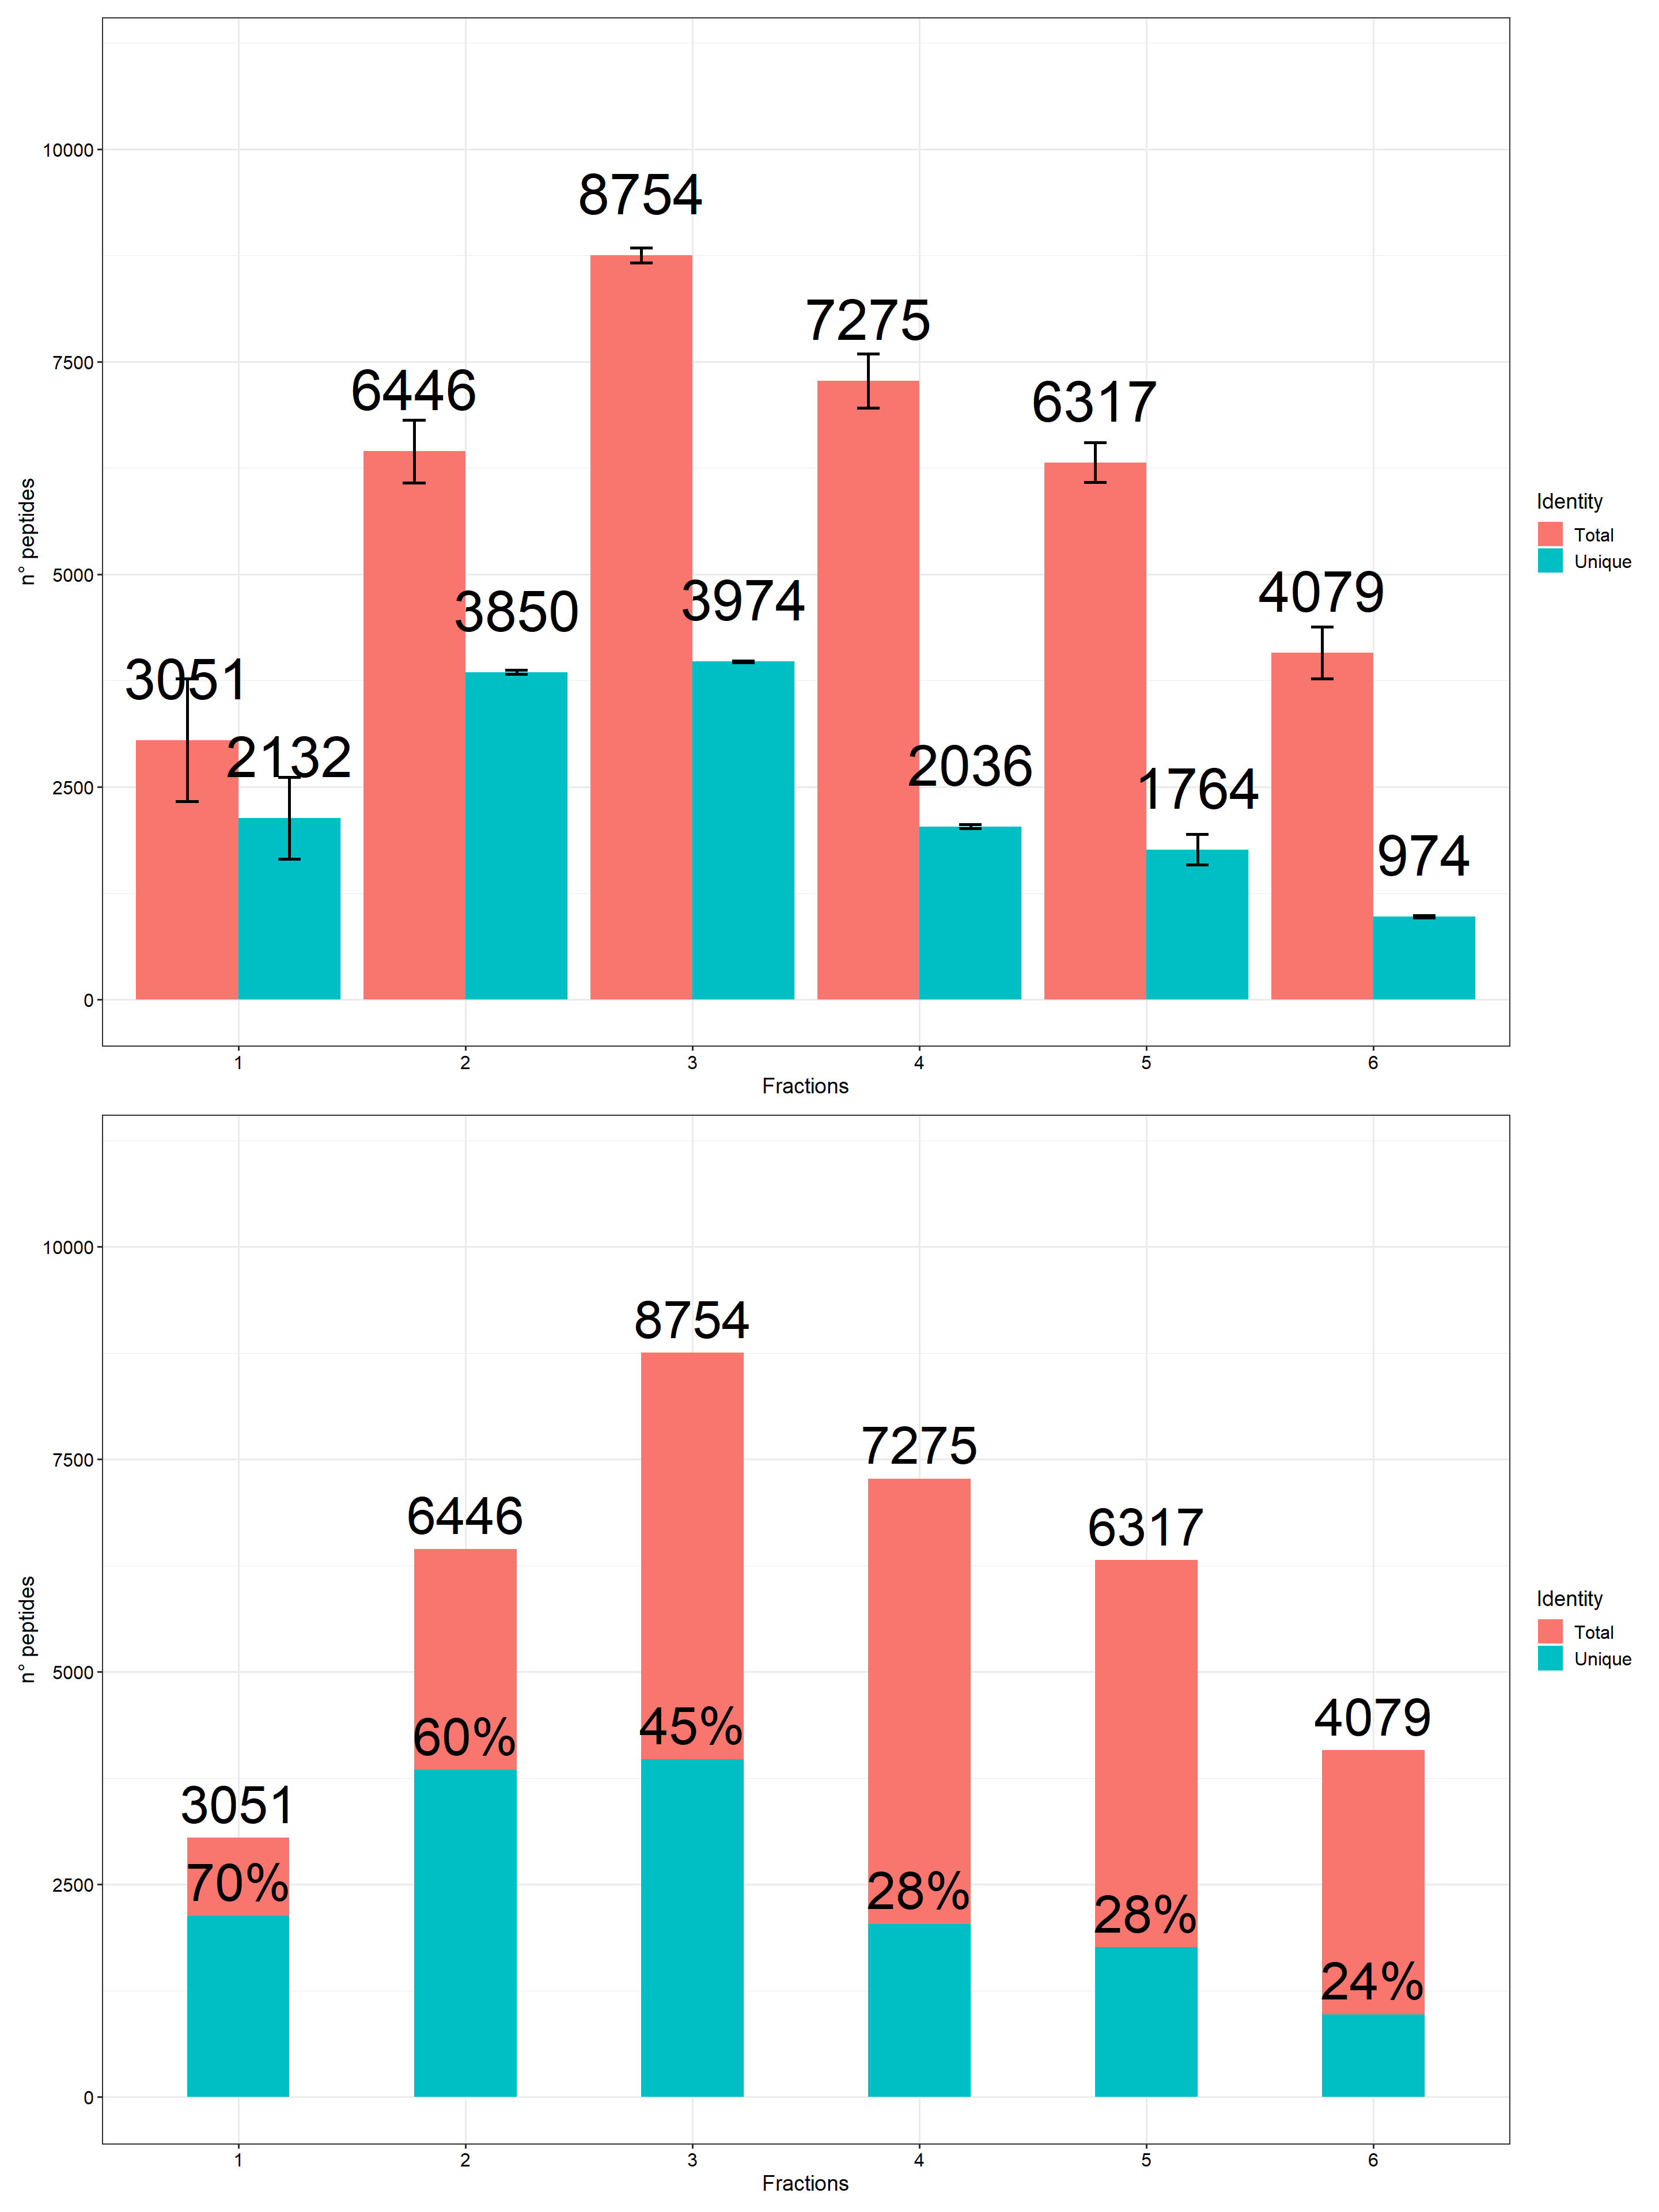 10000
7500
5000
2500
0
n° peptides
8754
7275
6446
6317
3850
3974
4079
3051
2132
2036
1764
974
1 2 3 4 5 6
Fractions
Identity
Total
Unique
10000
7500
5000
2500
0
n° peptides
8754
7275
6446
6317
60%
45%
4079
3051
70%
28%
28%
24%
1 2 3 4 5 6
Fractions
Identity
Total
Unique